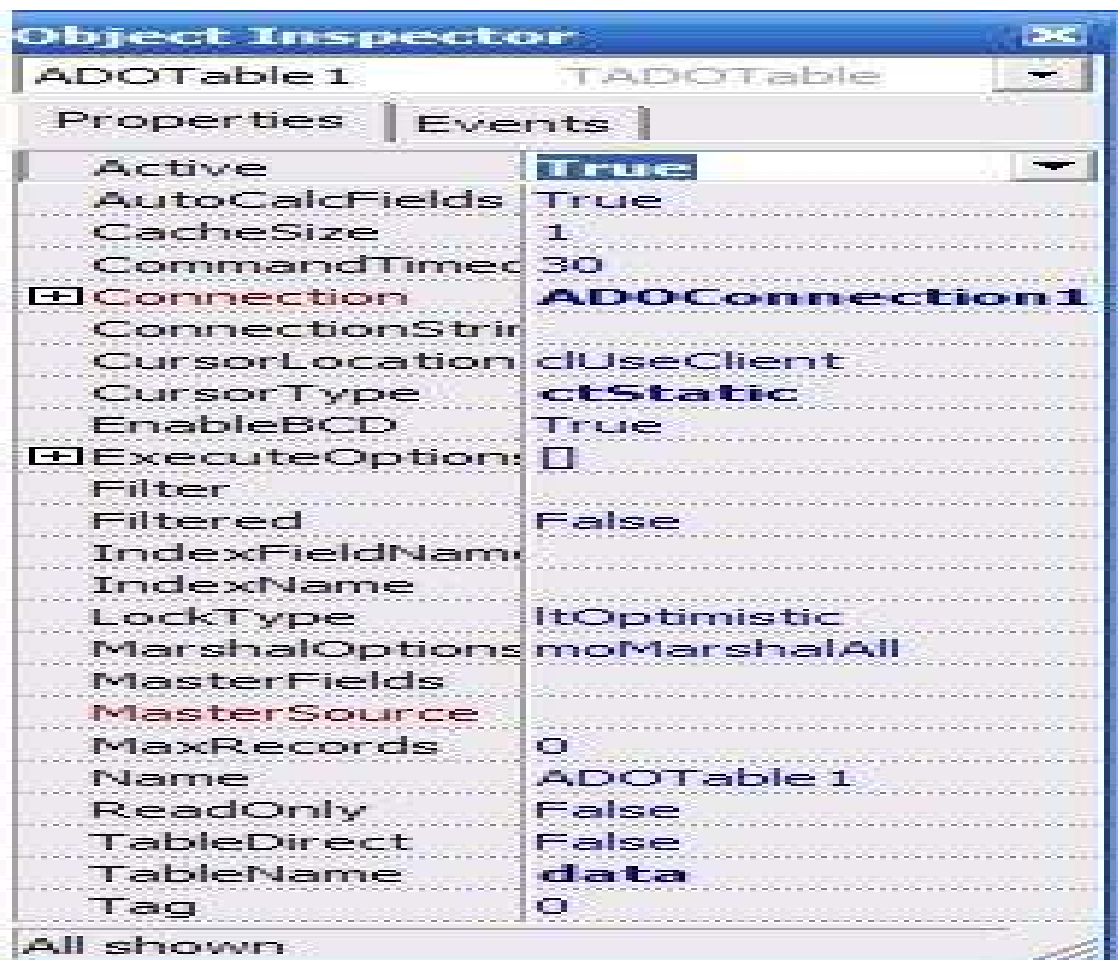 Object Inspector
ADOTable1 TADOTable
Properties Events
Active True
AutoCalcFields True
CacheSize 1
CommandTimeo 30
Connection ADOConnection1
ConnectionStrin
CursorLocation clUseClient
CursorType ctStatic
EnableBCD True
ExecuteOptions []
Filter
Filtered False
IndexFieldName
IndexName
LockType ltOptimistic
MarshalOptions moMarshalAll
MasterFields
MasterSource
MaxRecords 0
Name ADOTable1
ReadOnly False
TableDirect False
TableName data
Tag 0
All shown